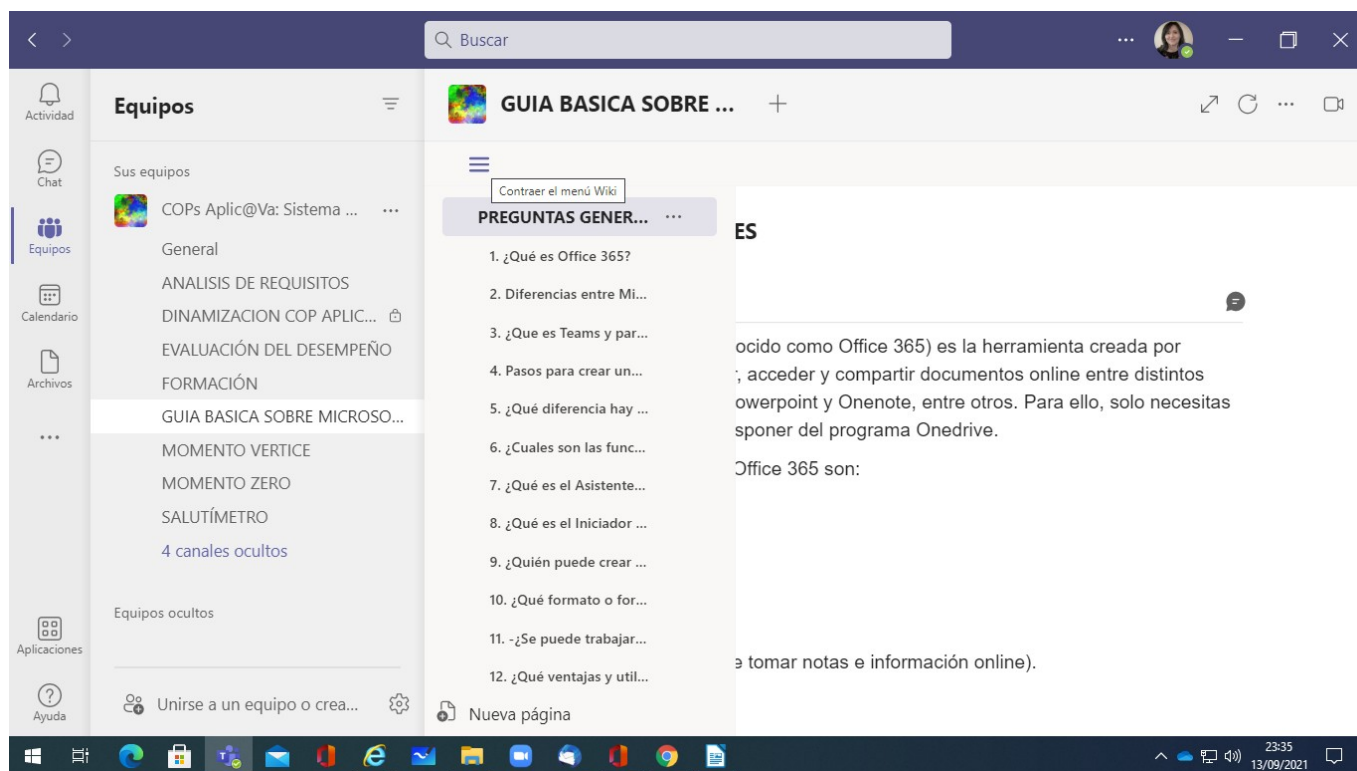 Buscar
Actividad
Chat
Equipos
Calendario
Archivos
Aplicaciones
Ayuda
Equipos
Sus equipos
COPs Aplic@Va: Sistema ...
General
ANALISIS DE REQUISITOS
DINAMIZACION COP APLIC...
EVALUACIÓN DEL DESEMPEÑO
FORMACIÓN
GUIA BASICA SOBRE MICROSO...
MOMENTO VERTICE
MOMENTO ZERO
SALUTÍMETRO
4 canales ocultos
Equipos ocultos
Unirse a un equipo o crea...
GUIA BASICA SOBRE ...
Contraer el menú Wiki
PREGUNTAS GENER...
1. ¿Qué es Office 365?
2. Diferencias entre Mi...
3. ¿Que es Teams y par...
4. Pasos para crear un...
5. ¿Qué diferencia hay ...
6. ¿Cuales son las func...
7. ¿Qué es el Asistente...
8. ¿Qué es el Iniciador ...
9. ¿Quién puede crear ...
10. ¿Qué formato o for...
11. -¿Se puede trabajar...
12. ¿Qué ventajas y util...
Nueva página
ES
ocido como Office 365) es la herramienta creada por
, acceder y compartir documentos online entre distintos
owerpoint y Onenote, entre otros. Para ello, solo necesitas
sponer del programa Onedrive.
Office 365 son:
e tomar notas e información online).
23:35
13/09/2021